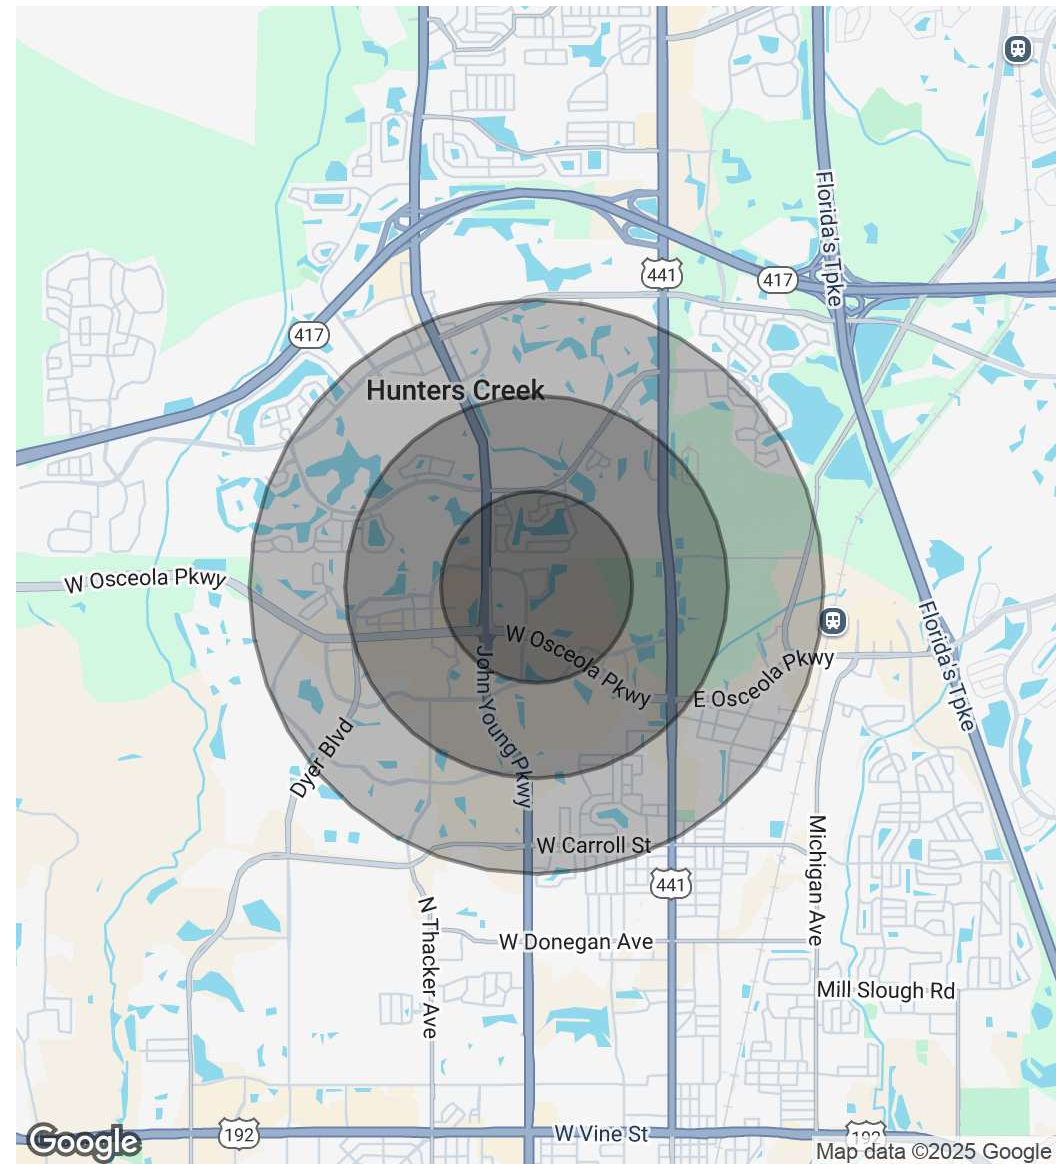 Florida's Tpke
441
417
417
Hunters Creek
W Osceola Pkwy
W Osceola Pkwy
E Osceola Pkwy
Florida's Tpke
John Young Pkwy
Dyer Blvd
W Carroll St
Michigan Ave
441
N Thacker Ave
W Donegan Ave
Mill Slough Rd
192
W Vine St
192
Google
Map data ©2025 Google